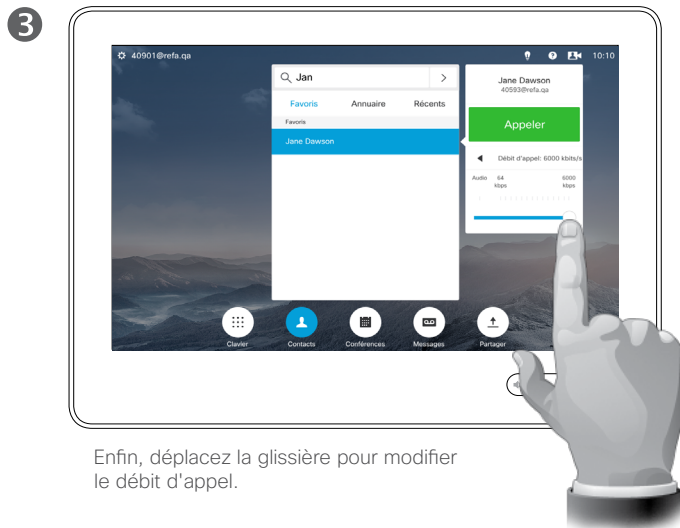 3
40901@refa.qa
10:10
Jan
Favoris Annuaire Récents
Favoris
Jane Dawson
Jane Dawson
40593@refa.qa
Appeler
Débit d'appel: 6000 kbits/s
Audio 64 kbps 6000 kbps
Clavier Contacts Conférences Messages Partager
Enfin, déplacez la glissière pour modifier
le débit d'appel.